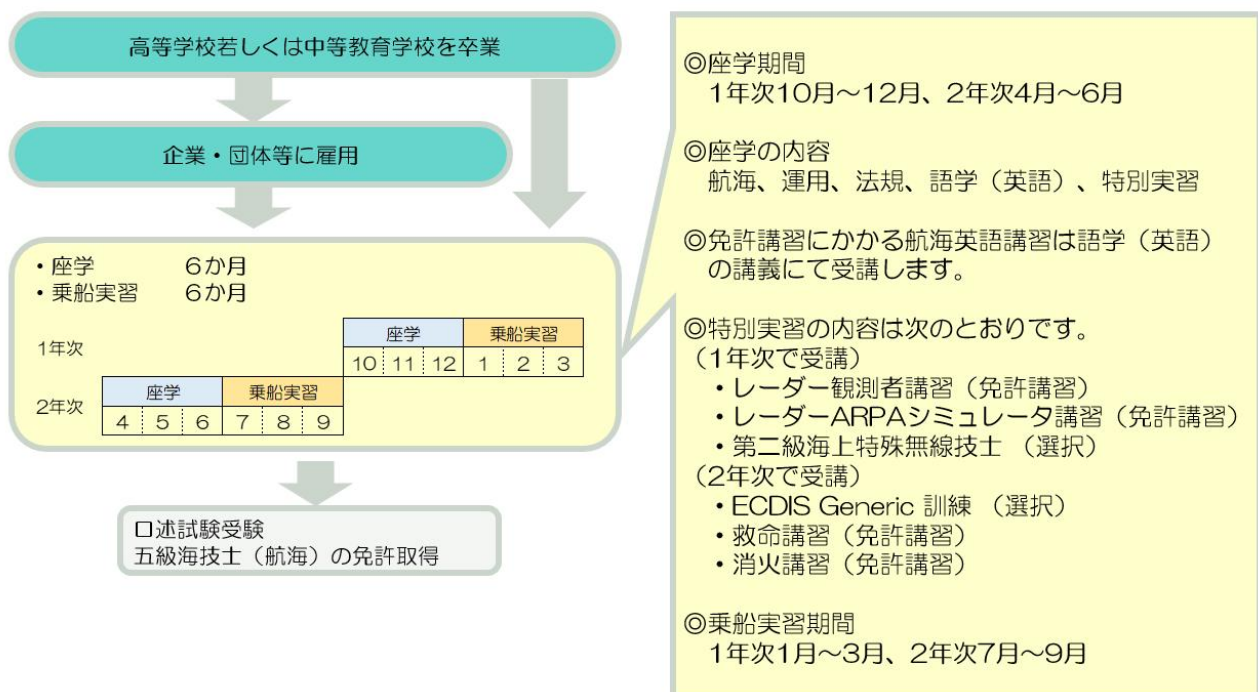 高等学校若しくは中等教育学校を卒業
企業・団体等に雇用
・座学 6か月
・乗船実習 6か月
座学 乗船実習
1年次 10 11 12 1 2 3
座学 乗船実習
2年次 4 5 6 7 8 9
口述試験受験
五級海技士（航海）の免許取得
◎座学期間
1年次10月～12月、2年次4月～6月
◎座学の内容
航海、運用、法規、語学（英語）、特別実習
◎免許講習にかかる航海英語講習は語学（英語）
の講義にて受講します。
◎特別実習の内容は次のとおりです。
（1年次で受講）
・レーダー観測者講習（免許講習）
・レーダーARPAシミュレータ講習（免許講習）
・第二級海上特殊無線技士 （選択）
（2年次で受講）
・ECDIS Generic 訓練 （選択）
・救命講習（免許講習）
・消火講習（免許講習）
◎乗船実習期間
1年次1月～3月、2年次7月～9月